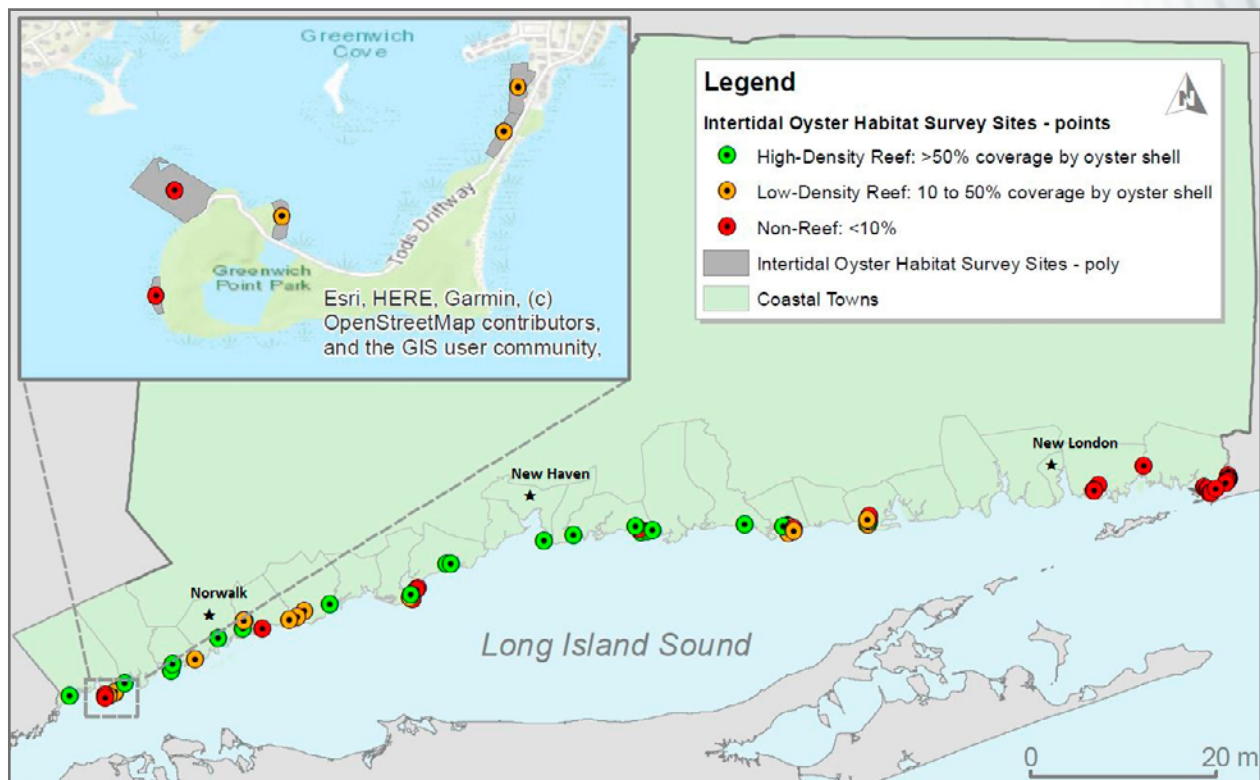 Greenwich
Cove
Tods Driftway
Greenwich
Point Park
Esri, HERE, Garmin, (c)
OpenStreetMap contributors,
and the GIS user community,
Legend
N
Intertidal Oyster Habitat Survey Sites - points
High-Density Reef: >50% coverage by oyster shell
Low-Density Reef: 10 to 50% coverage by oyster shell
Non-Reef: <10%
Intertidal Oyster Habitat Survey Sites - poly
Coastal Towns
New London
New Haven
Norwalk
Long Island Sound
0 20 m